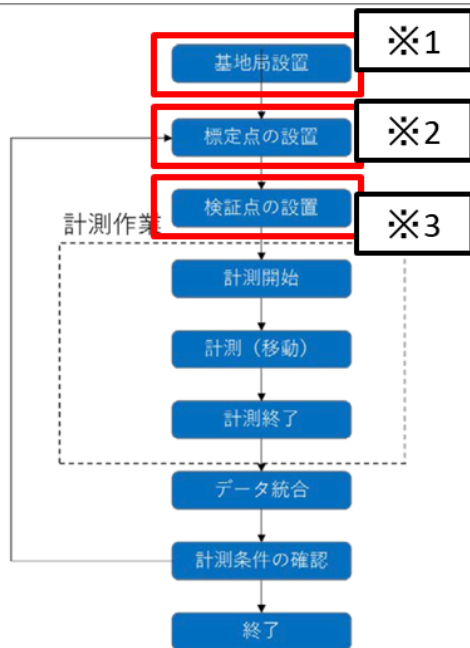 ※1
基地局設置
※2
標定点の設置
検証点の設置
※3
計測作業
計測開始
計測（移動）
計測終了
データ統合
計測条件の確認
終了